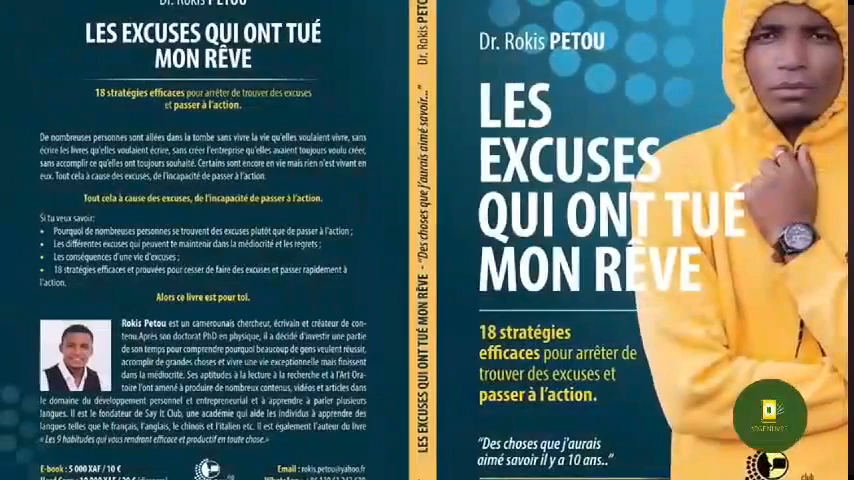 Dr. Rokis PETOU
LES EXCUSES QUI ONT TUÉ
MON RÊVE
18 stratégies efficaces pour arrêter de trouver des excuses
et passer à l'action.
De nombreuses personnes sont allées dans la tombe sans vivre la vie qu'elles voulaient vivre, sans
écrire les livres qu'elles voulaient écrire, sans créer l'entreprise qu'elles avaient toujours voulu créer,
sans accomplir ce qu'elles ont toujours souhaité. Certains sont encore en vie mais rien n'est vivant en
eux. Tout cela à cause des excuses, de l'incapacité de passer à l'action.
Tout cela à cause des excuses, de l'incapacité de passer à l'action.
Si tu veux savoir:
• Pourquoi de nombreuses personnes se trouvent des excuses plutôt que de passer à l'action ;
• Les différentes excuses qui peuvent te maintenir dans la médiocrité et les regrets ;
• Les conséquences d'une vie d'excuses ;
• 18 stratégies efficaces et prouvées pour cesser de faire des excuses et passer rapidement à
l'action.
Alors ce livre est pour toi.
Rokis Petou est un camerounais chercheur, écrivain et créateur de con-
tenu.Après son doctorat PhD en physique, il a décidé d'investir une partie
de son temps pour comprendre pourquoi beaucoup de gens veulent réussir,
accomplir de grandes choses et vivre une vie exceptionnelle mais finissent
dans la médiocrité. Ses aptitudes à la lecture à la recherche et à l'Art Ora-
toire l'ont amené à produire de nombreux contenus, vidéos et articles dans
le domaine du développement personnel et entrepreneurial et à apprendre à parler plusieurs
langues. Il est le fondateur de Say It Club, une académie qui aide les individus à apprendre des
langues telles que le français, l'anglais, le chinois et l'italien etc. Il est également l'auteur du livre
« Les 9 habitudes qui vous rendront efficace et productif en toute chose.»
E-book : 5 000 XAF / 10 €
Email : rokis.petou@yahoo.fr
LES EXCUSES QUI ONT TUÉ MON RÊVE - "Des choses que j'aurais aimé savoir..." Dr. Rokis PETOU
Dr. Rokis PETOU
LES
EXCUSES
QUI ONT TUÉ
MON RÊVE
18 stratégies
efficaces pour arrêter de
trouver des excuses et
passer à l'action.
"Des choses que j'aurais
aimé savoir il y a 10 ans.."
club